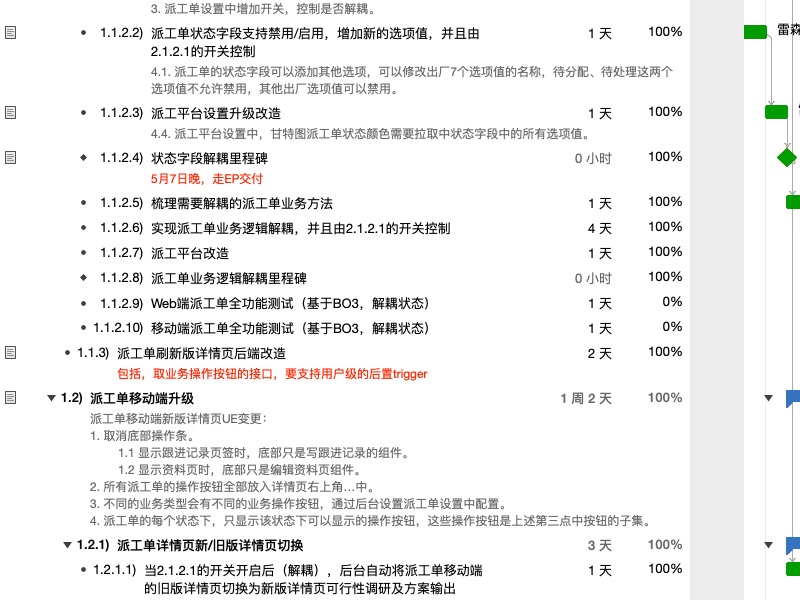 3. 派工单设置中增加开关，控制是否解耦。
1.1.2.2) 派工单状态字段支持禁用/启用，增加新的选项值，并且由 1 天 100%
2.1.2.1的开关控制
4.1. 派工单的状态字段可以添加其他选项，可以修改出厂7个选项值的名称，待分配、待处理这两个
选项值不允许禁用，其他出厂选项值可以禁用。
1.1.2.3) 派工平台设置升级改造 1 天 100%
4.4. 派工平台设置中，甘特图派工单状态颜色需要拉取中状态字段中的所有选项值。
1.1.2.4) 状态字段解耦里程碑 0 小时 100%
5月7日晚，走EP交付
1.1.2.5) 梳理需要解耦的派工单业务方法 1 天 100%
1.1.2.6) 实现派工单业务逻辑解耦，并且由2.1.2.1的开关控制 4 天 100%
1.1.2.7) 派工平台改造 1 天 100%
1.1.2.8) 派工单业务逻辑解耦里程碑 0 小时 100%
1.1.2.9) Web端派工单全功能测试（基于BO3，解耦状态） 1 天 0%
1.1.2.10) 移动端派工单全功能测试（基于BO3，解耦状态） 1 天 0%
1.1.3) 派工单刷新版详情页后端改造 2 天 100%
包括，取业务操作按钮的接口，要支持用户级的后置trigger
1.2) 派工单移动端升级 1 周 2 天 100%
派工单移动端新版详情页UE变更：
1. 取消底部操作条。
1.1 显示跟进记录页签时，底部只是写跟进记录的组件。
1.2 显示资料页时，底部只是编辑资料页组件。
2. 所有派工单的操作按钮全部放入详情页右上角…中。
3. 不同的业务类型会有不同的业务操作按钮，通过后台设置派工单设置中配置。
4. 派工单的每个状态下，只显示该状态下可以显示的操作按钮，这些操作按钮是上述第三点中按钮的子集。
1.2.1) 派工单详情页新/旧版详情页切换 3 天 100%
1.2.1.1) 当2.1.2.1的开关开启后（解耦），后台自动将派工单移动端 1 天 100%
的旧版详情页切换为新版详情页可行性调研及方案输出